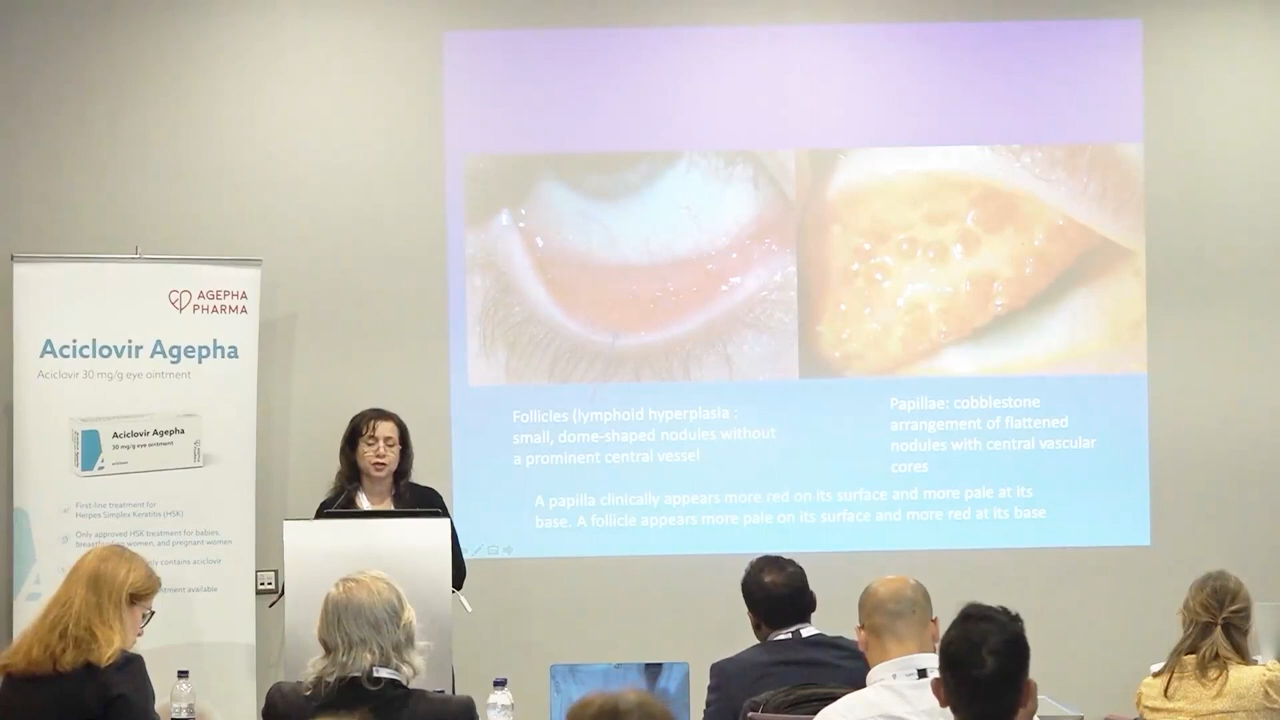 AGEPHA
PHARMA
Aciclovir Agepha
Aciclovir 30 mg/g eye ointment
Aciclovir Agepha
30 mg/g eye ointment
First-line treatment for
Herpes Simplex Keratitis (HSK)
Only approved HSK treatment for babies,
women, and pregnant women
contains aciclovir
available
Follicles (lymphoid hyperplasia :
small, dome-shaped nodules without
a prominent central vessel
Papillae: cobblestone
arrangement of flattened
nodules with central vascular
cores
A papilla clinically appears more red on its surface and more pale at its
base. A follicle appears more pale on its surface and more red at its base